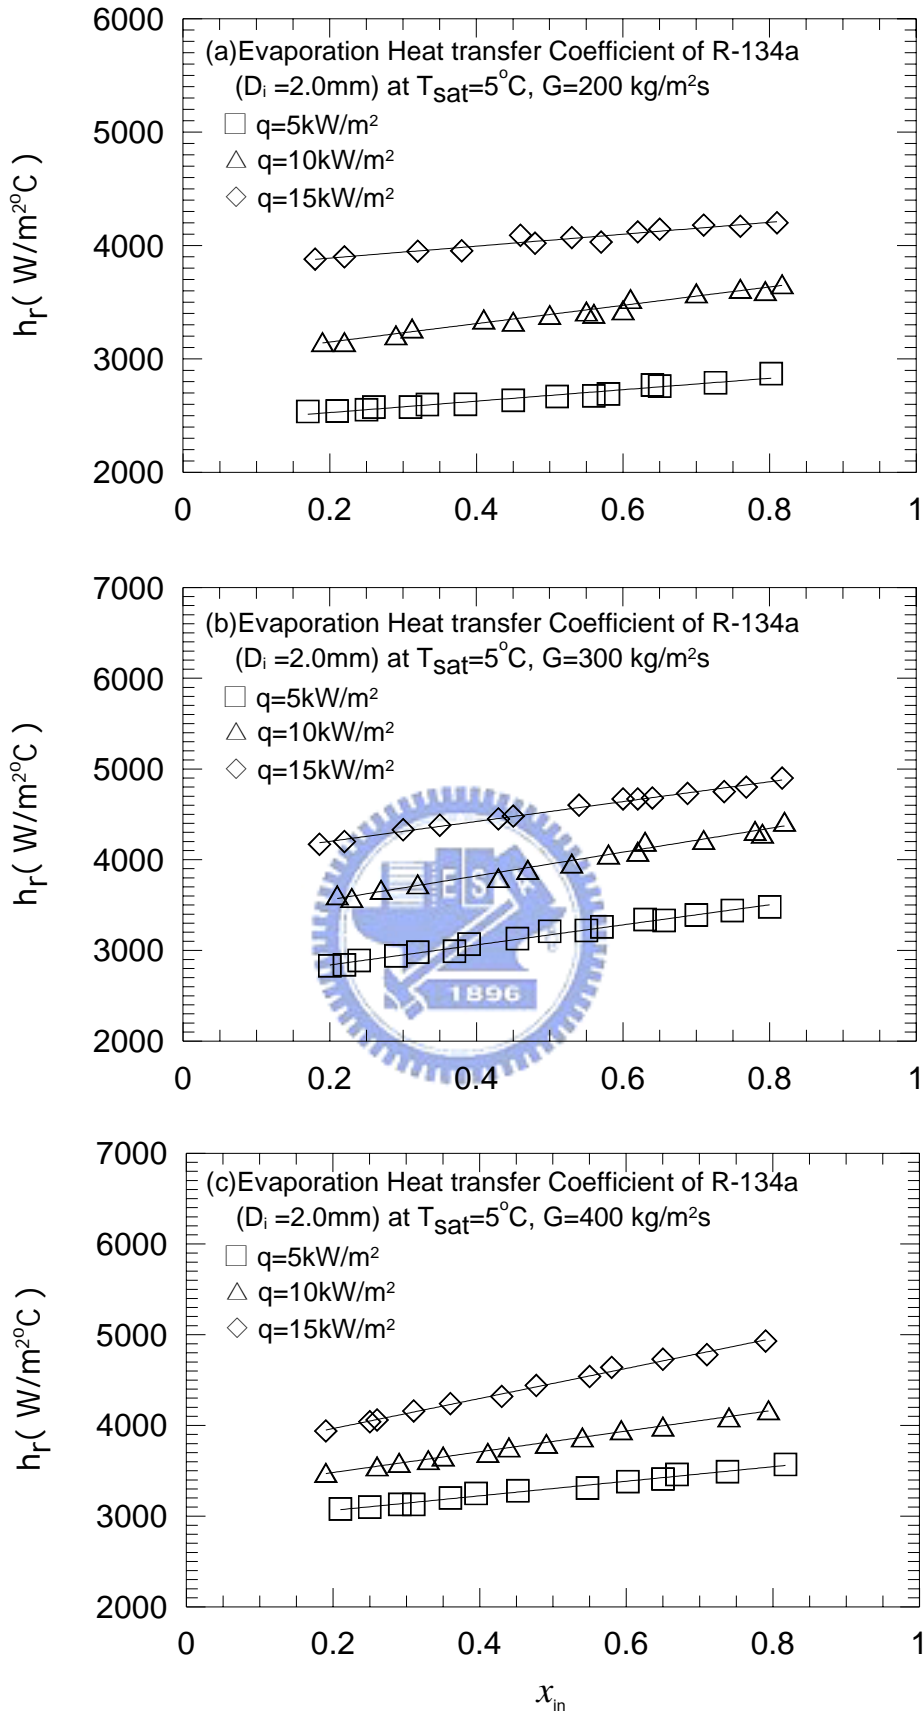 6000
(a)Evaporation Heat transfer Coefficient of R-134a
(Dᵢ =2.0mm) at Tsat=5°C, G=200 kg/m²s
q=5kW/m²
q=10kW/m²
q=15kW/m²
5000
4000
3000
2000
hr( W/m²°C )
0 0.2 0.4 0.6 0.8 1
7000
(b)Evaporation Heat transfer Coefficient of R-134a
(Dᵢ =2.0mm) at Tsat=5°C, G=300 kg/m²s
q=5kW/m²
q=10kW/m²
q=15kW/m²
6000
5000
4000
3000
2000
hr( W/m²°C )
E S
1896
0 0.2 0.4 0.6 0.8 1
7000
(c)Evaporation Heat transfer Coefficient of R-134a
(Dᵢ =2.0mm) at Tsat=5°C, G=400 kg/m²s
q=5kW/m²
q=10kW/m²
q=15kW/m²
6000
5000
4000
3000
2000
hr( W/m²°C )
0 0.2 0.4 0.6 0.8 1
xin